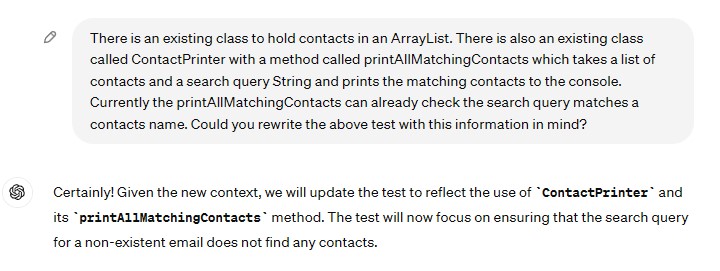 There is an existing class to hold contacts in an ArrayList. There is also an existing class
called ContactPrinter with a method called printAllMatchingContacts which takes a list of
contacts and a search query String and prints the matching contacts to the console.
Currently the printAllMatchingContacts can already check the search query matches a
contacts name. Could you rewrite the above test with this information in mind?
Certainly! Given the new context, we will update the test to reflect the use of `ContactPrinter` and
its `printAllMatchingContacts` method. The test will now focus on ensuring that the search query
for a non-existent email does not find any contacts.